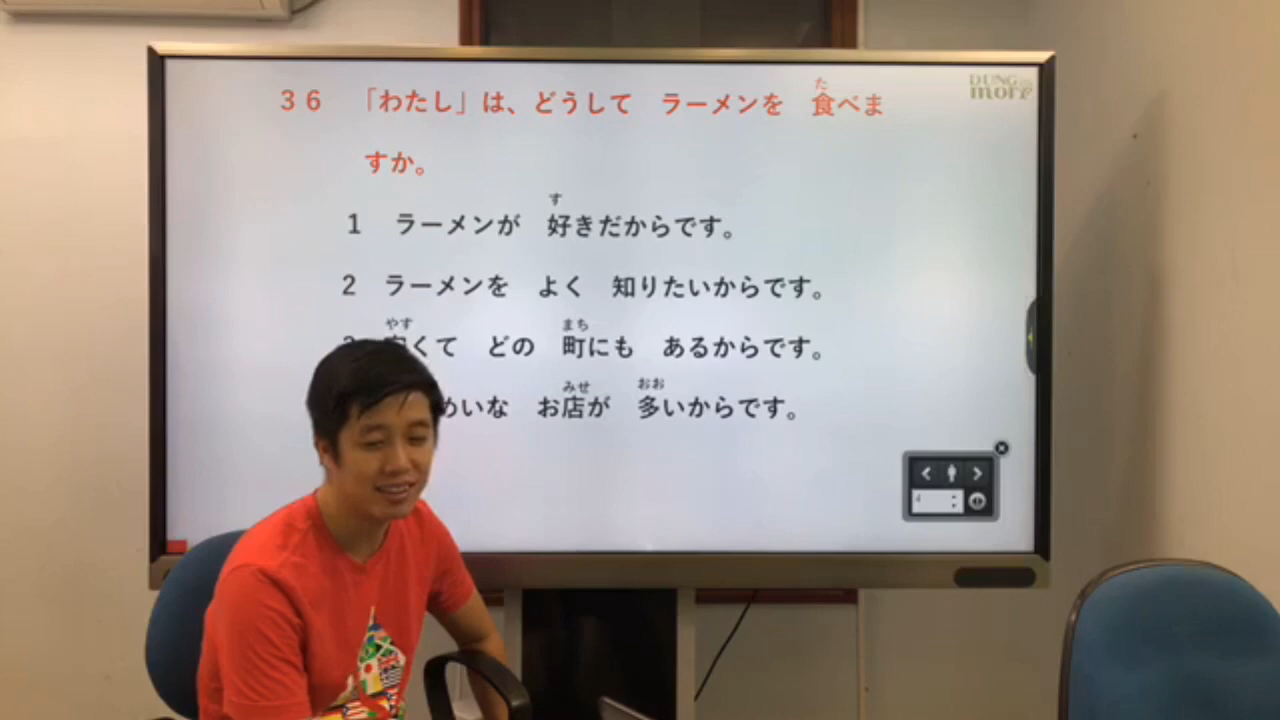 DUNG
mori
36 「わたし」は、どうして ラーメンを 食べま
すか。
1 ラーメンが 好きだからです。
2 ラーメンを よく 知りたいからです。
くて どの 町にも あるからです。
めいな お店が 多いからです。